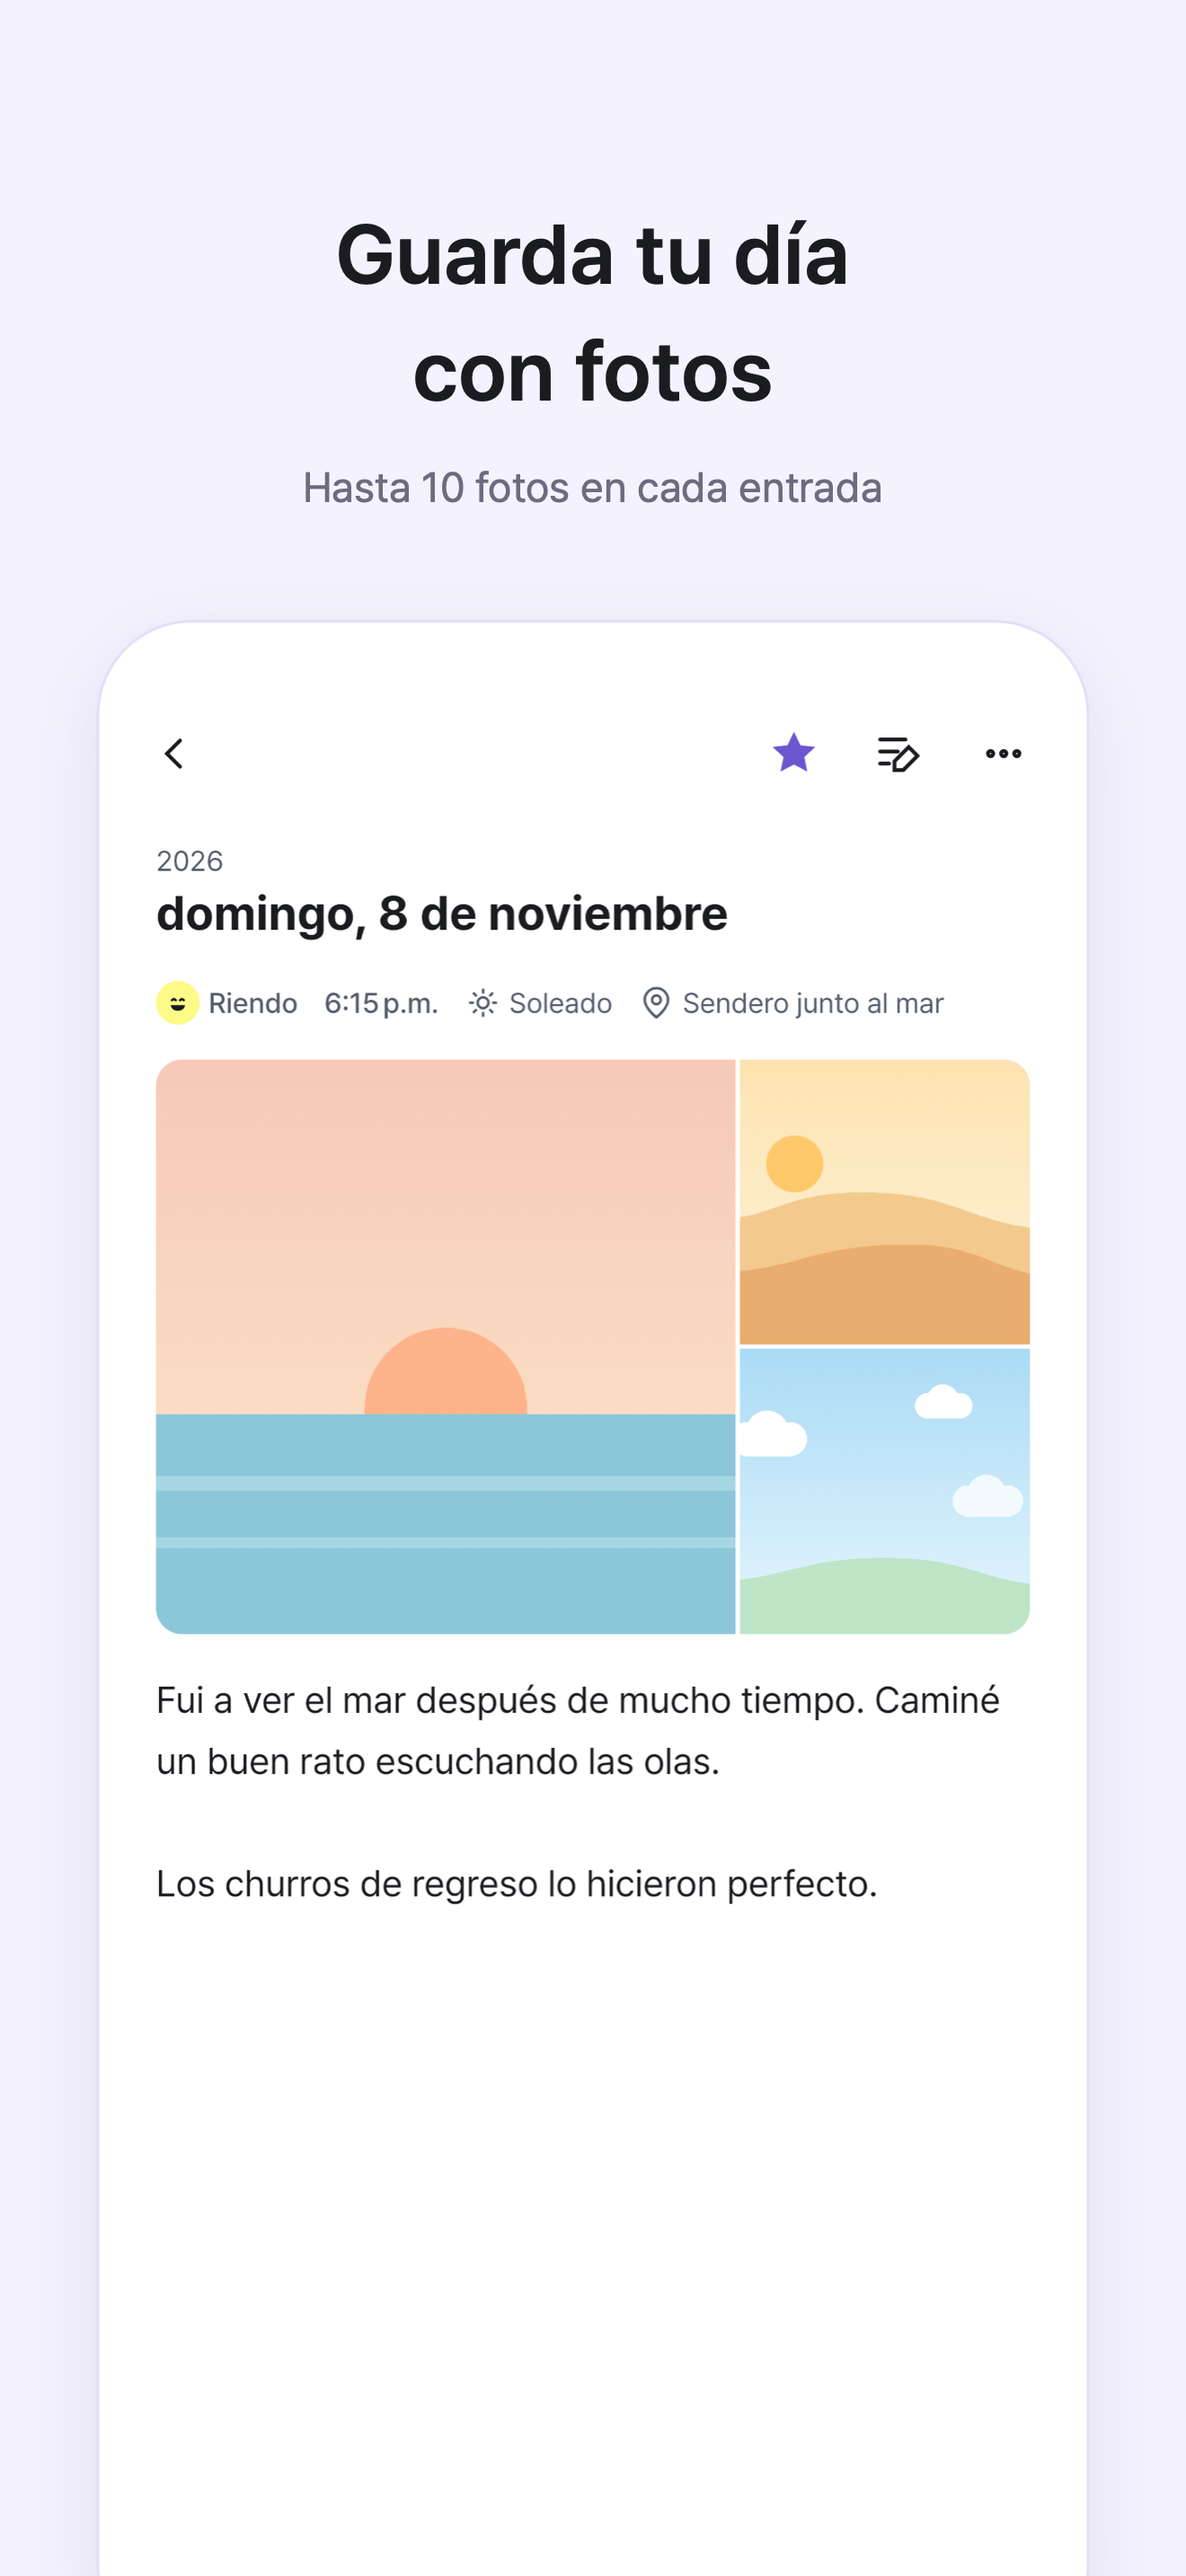 Guarda tu día
con fotos
Hasta 10 fotos en cada entrada
2026
domingo, 8 de noviembre
Riendo 6:15 p.m. Soleado Sendero junto al mar
Fui a ver el mar después de mucho tiempo. Caminé
un buen rato escuchando las olas.
Los churros de regreso lo hicieron perfecto.